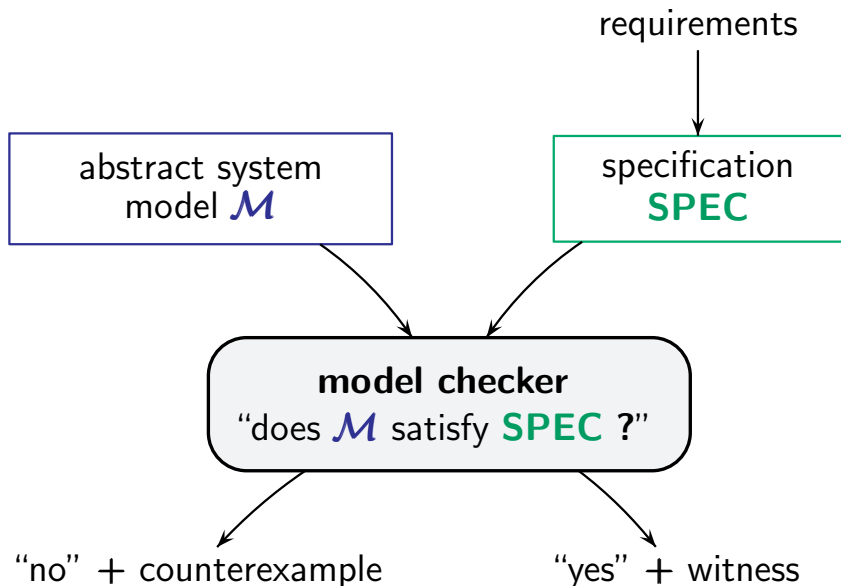 requirements
abstract system
model ℳ
specification
SPEC
model checker
“does ℳ satisfy SPEC ?”
“no” + counterexample
“yes” + witness